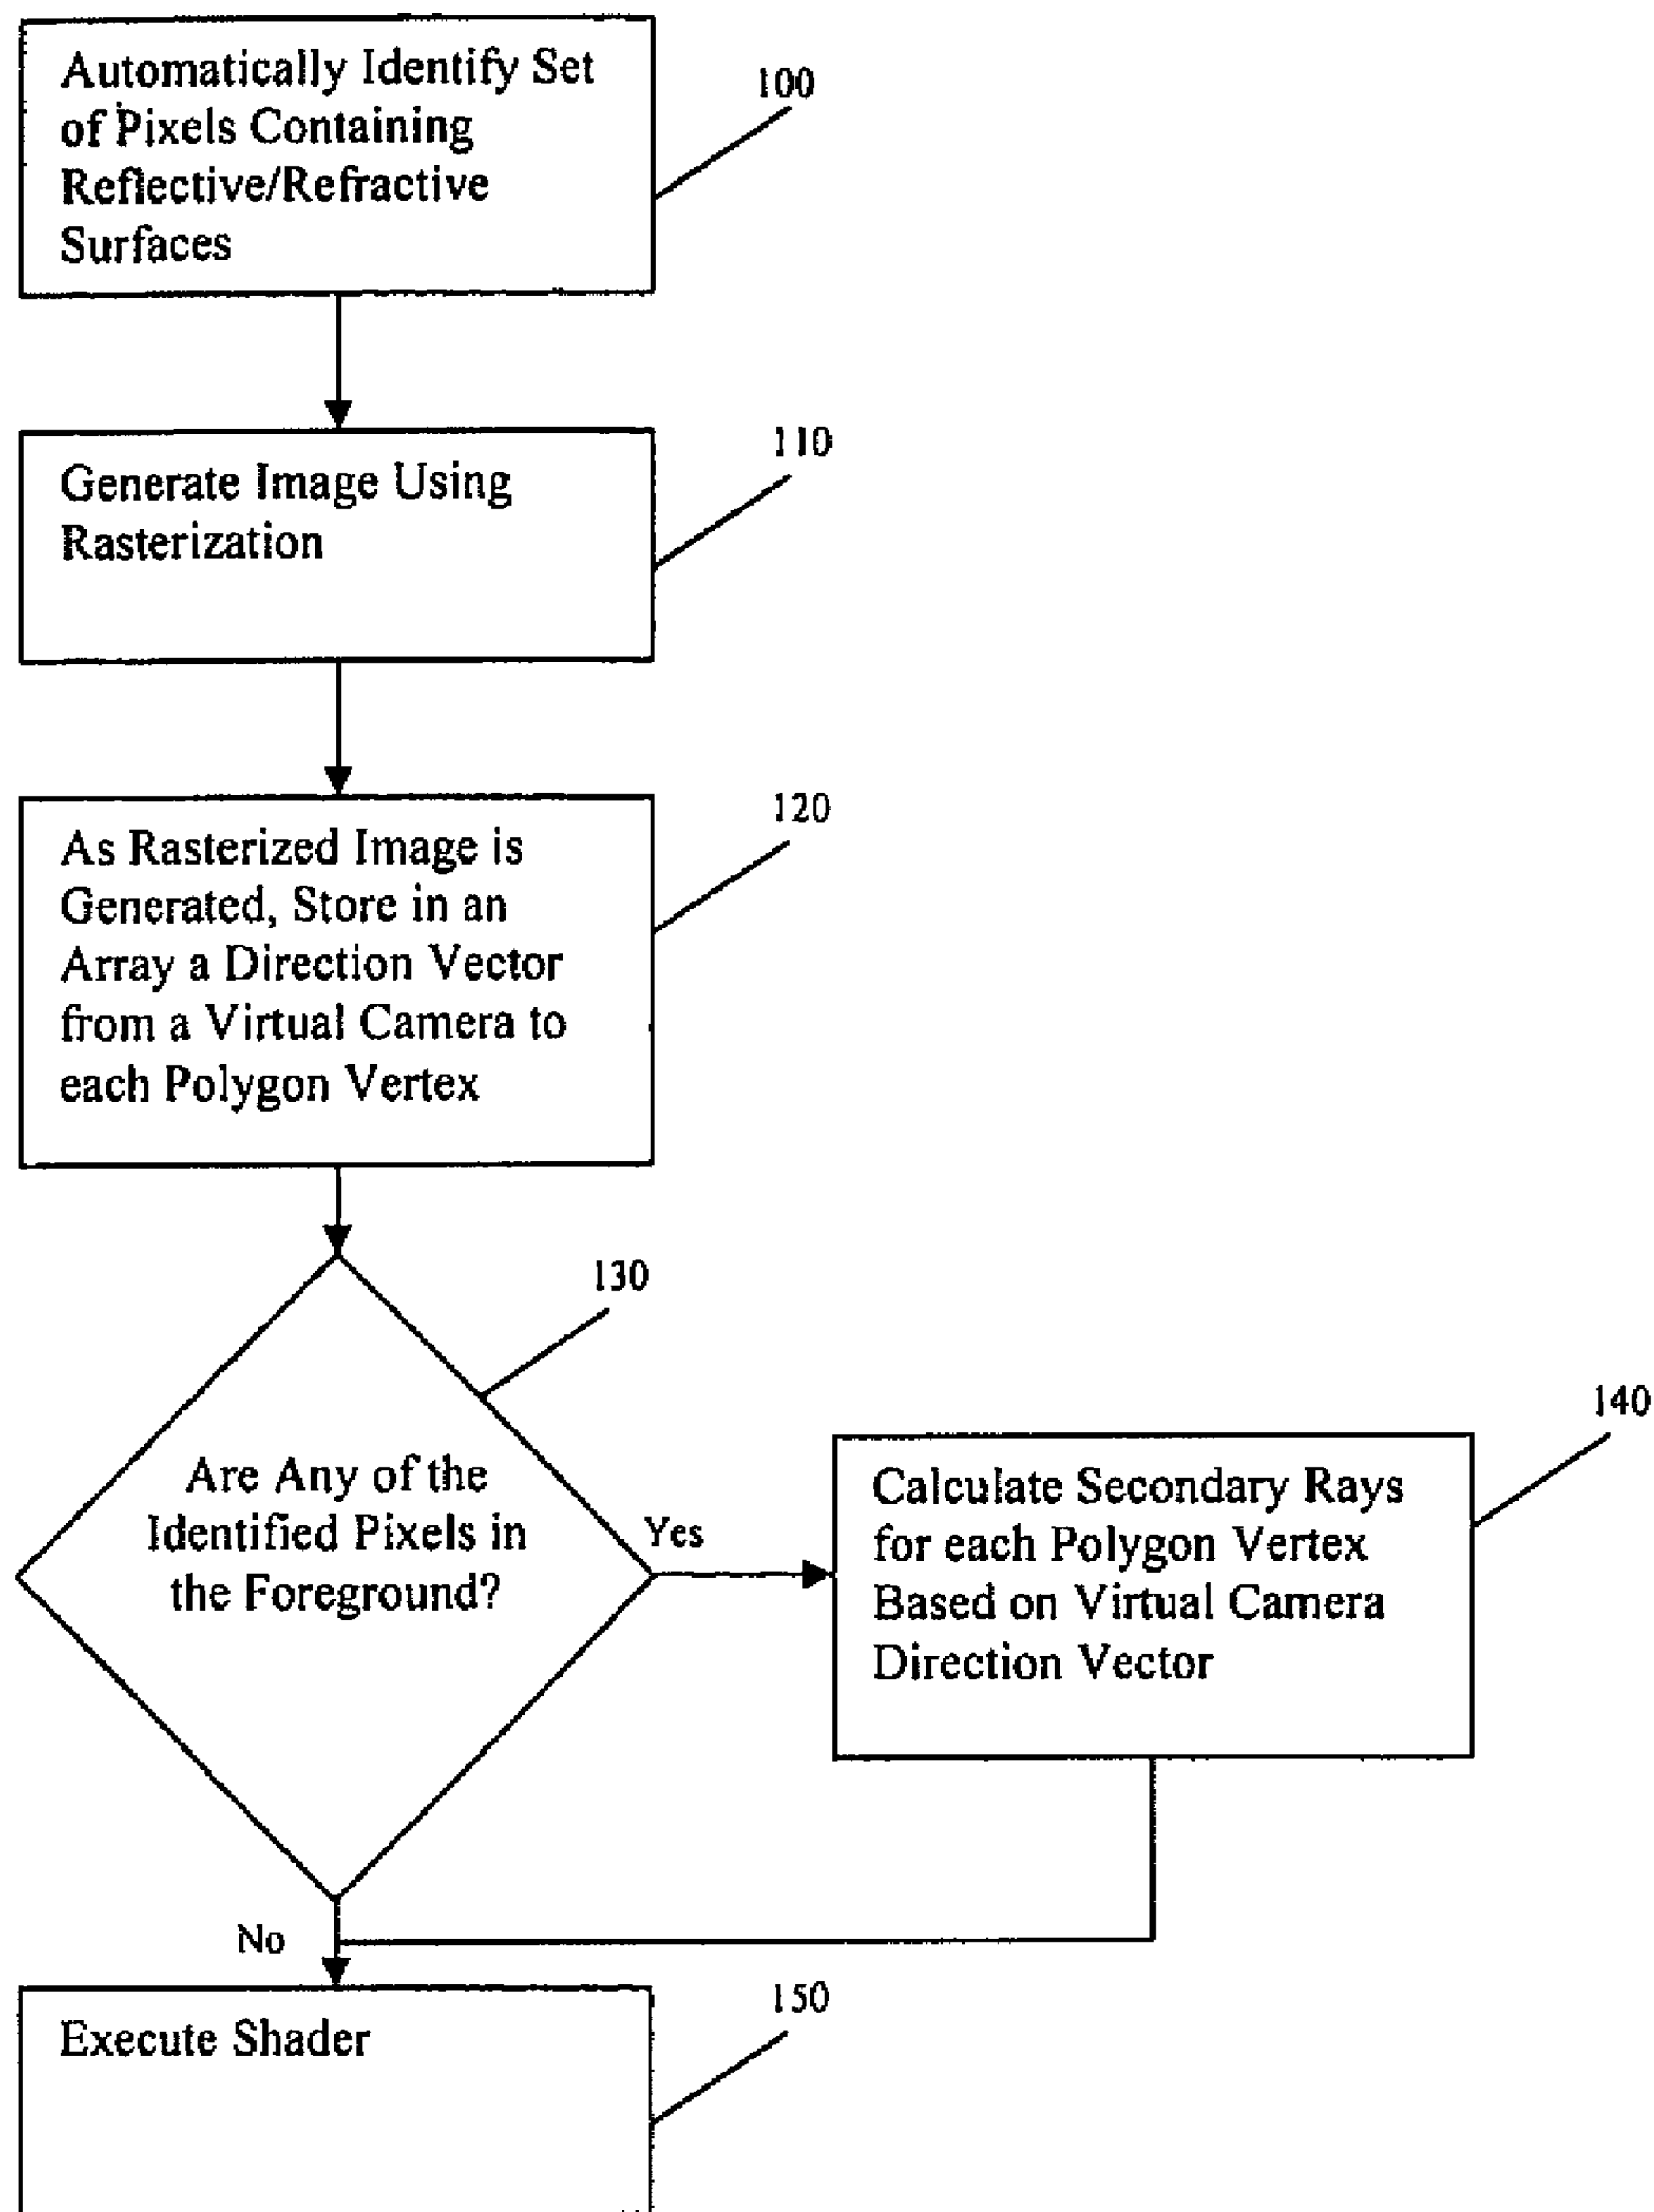 Automatically Identify Set
of Pixels Containing
Reflective/Refractive
Surfaces
100
Generate Image Using
Rasterization
110
As Rasterized Image is
Generated, Store in an
Array a Direction Vector
from a Virtual Camera to
each Polygon Vertex
120
Are Any of the
Identified Pixels in
the Foreground?
130
Yes
Calculate Secondary Rays
for each Polygon Vertex
Based on Virtual Camera
Direction Vector
140
No
Execute Shader
150